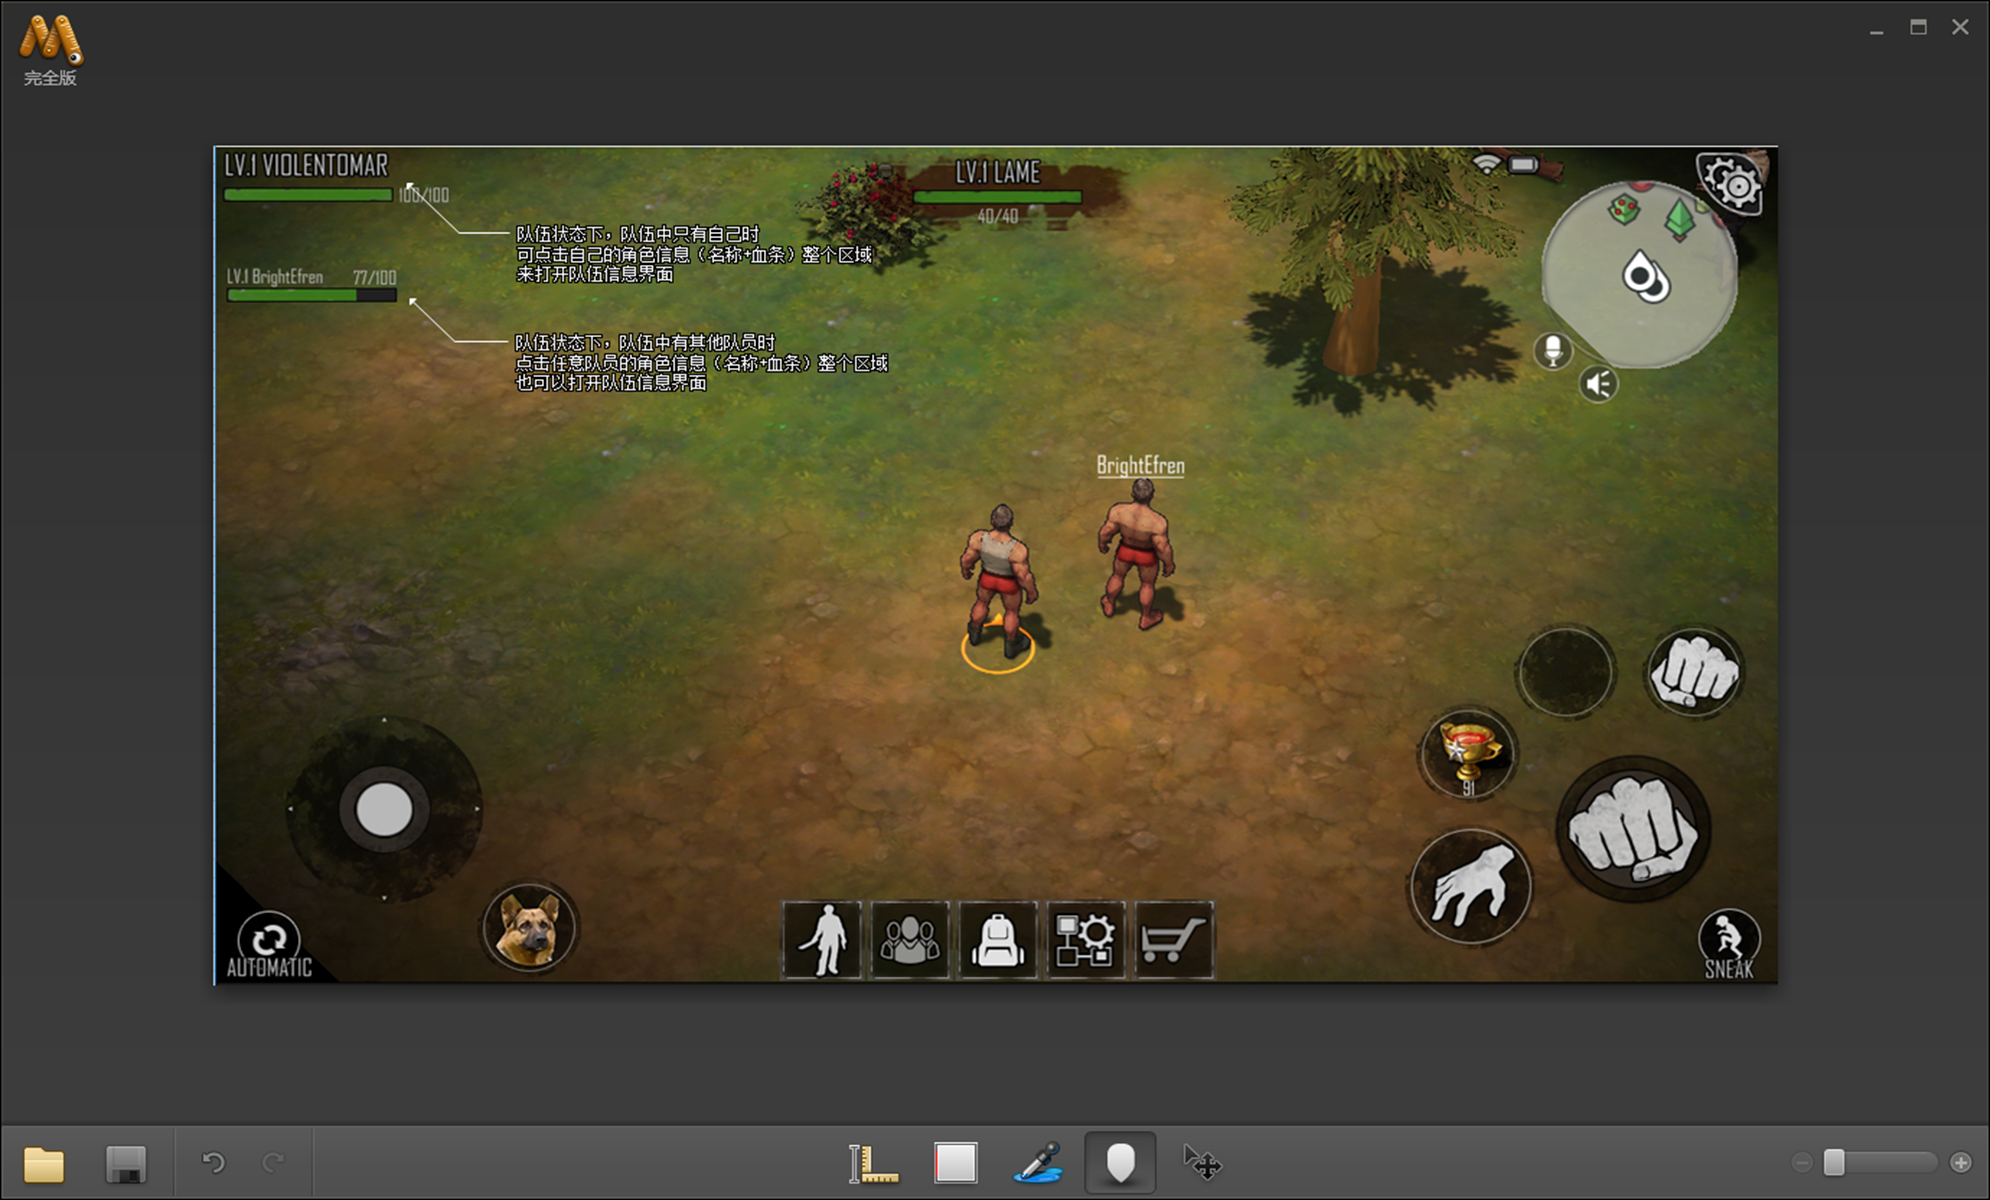 完全版
LV.1 VIOLENTOMAR
100/100
LV.1 LAME
40/40
队伍状态下，队伍中只有自己时
可点击自己的角色信息（名称+血条）整个区域
来打开队伍信息界面
LV.1 BrightEfren 77/100
队伍状态下，队伍中有其他队员时
点击任意队员的角色信息（名称+血条）整个区域
也可以打开队伍信息界面
BrightEfren
91
AUTOMATIC
SNEAK